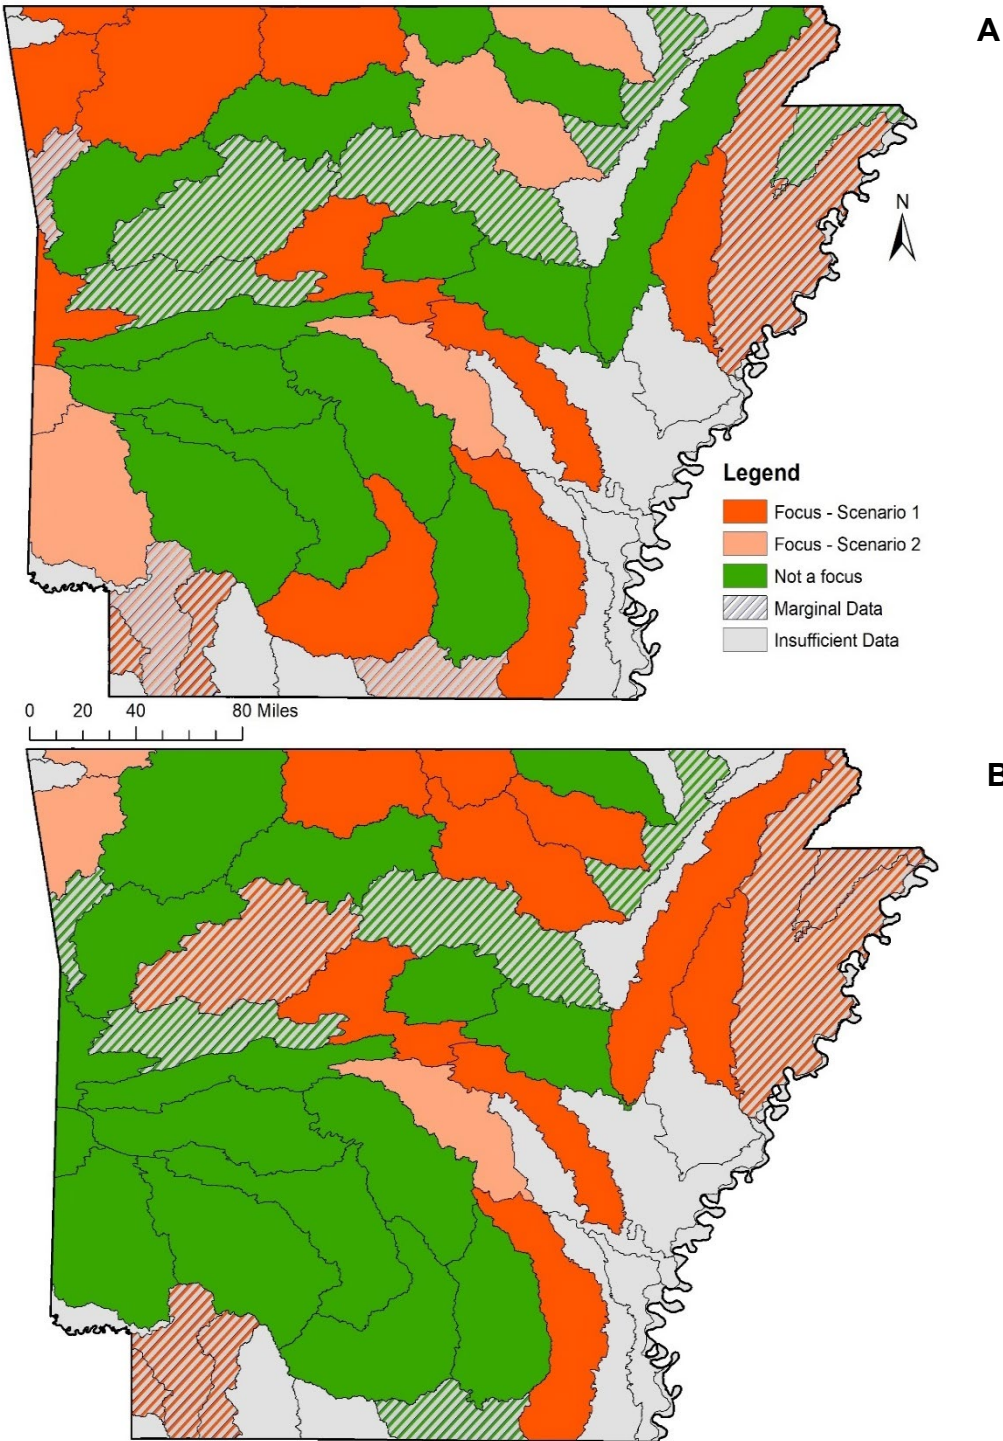 A
N
Legend
Focus - Scenario 1
Focus - Scenario 2
Not a focus
Marginal Data
Insufficient Data
0 20 40 80 Miles
B